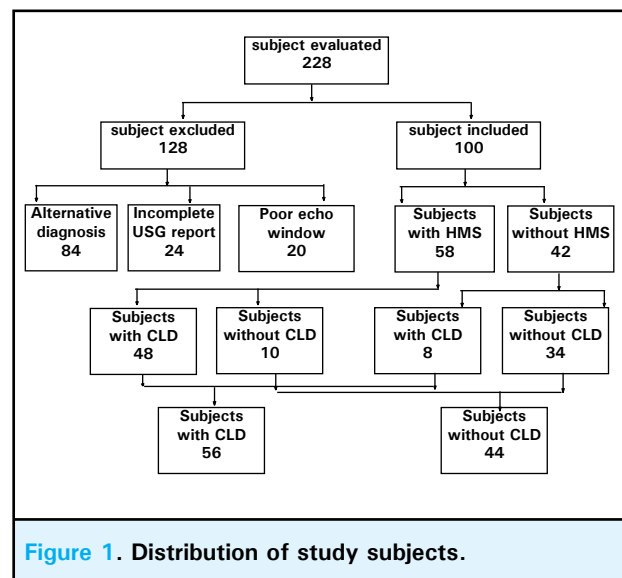 subject evaluated
228
subject excluded
128
subject included
100
Alternative
diagnosis
84
Incomplete
USG report
24
Poor echo
window
20
Subjects
with HMS
58
Subjects
without HMS
42
Subjects
with CLD
48
Subjects
without CLD
10
Subjects
with CLD
8
Subjects
without CLD
34
Subjects
with CLD
56
Subjects
without CLD
44
Figure 1. Distribution of study subjects.